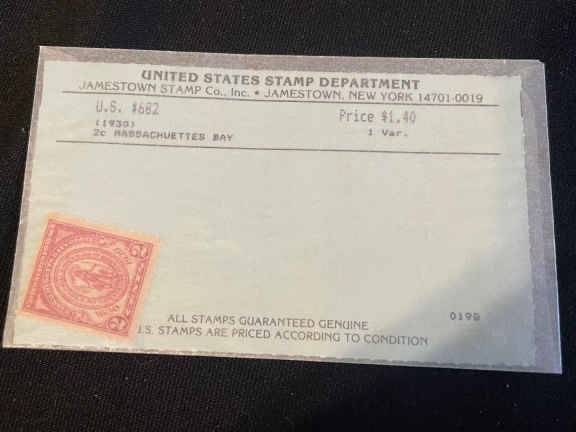 UNITED STATES STAMP DEPARTMENT
JAMESTOWN STAMP Co., Inc. • JAMESTOWN, NEW YORK 14701-0019
U.S. $682 Price $1.40
(1930) 1 Var.
2c MASSACHUETTES BAY
ALL STAMPS GUARANTEED GENUINE 0198
U.S. STAMPS ARE PRICED ACCORDING TO CONDITION